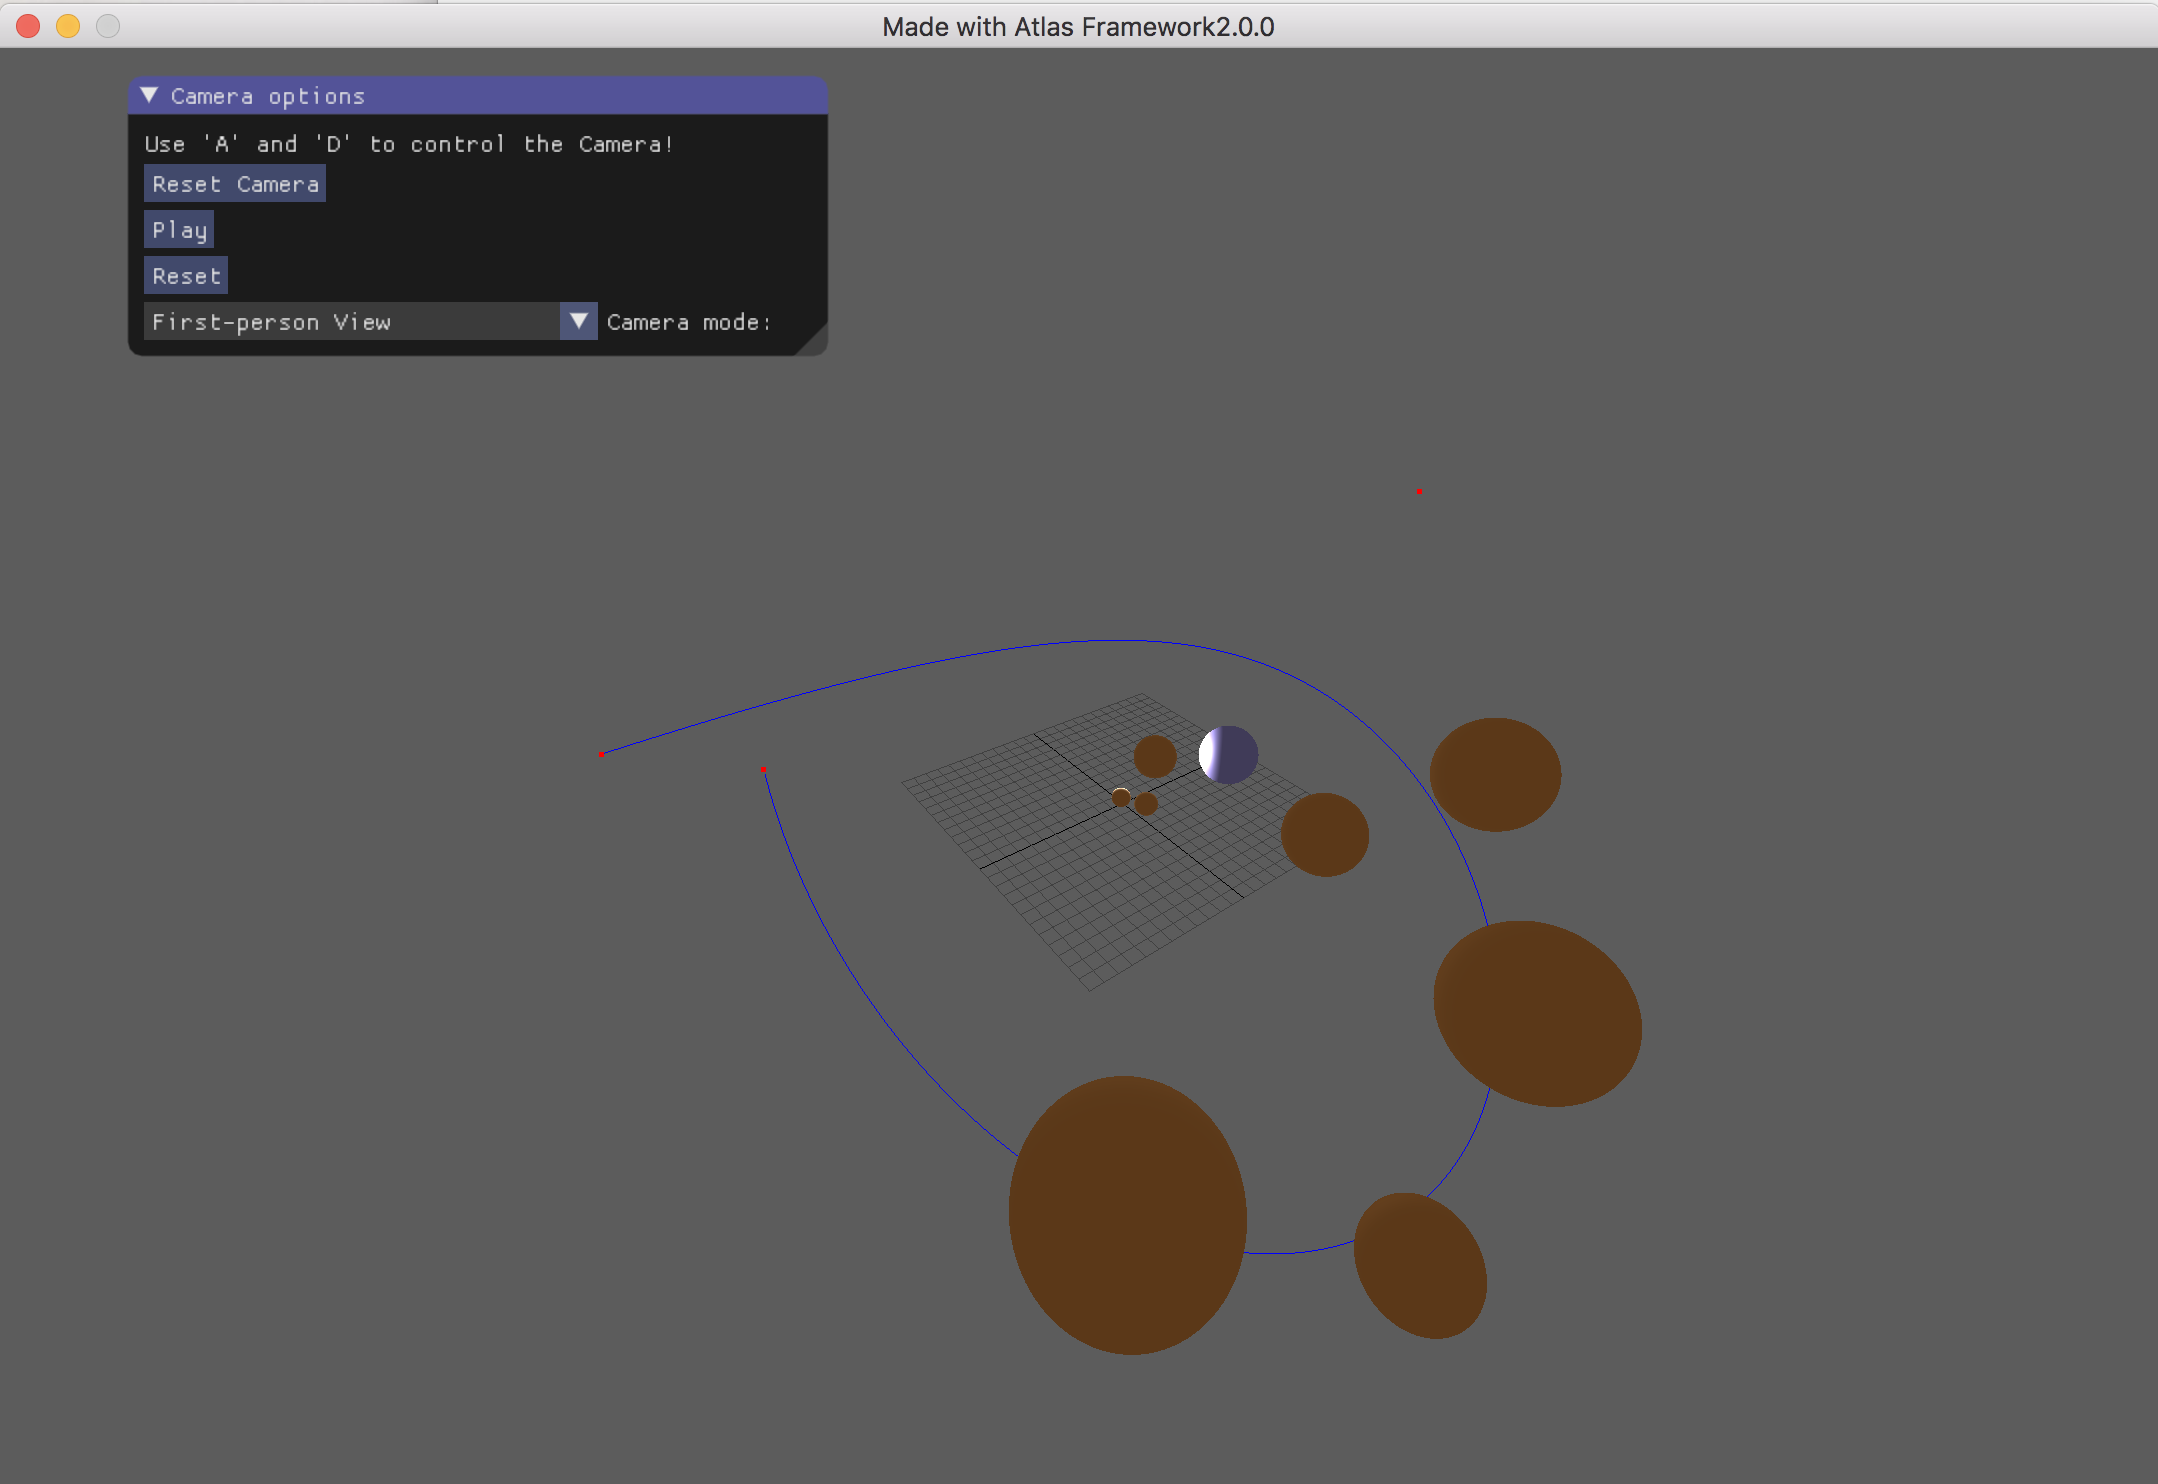 Made with Atlas Framework2.0.0
Camera options
Use 'A' and 'D' to control the Camera!
Reset Camera
Play
Reset
First-person View Camera mode: